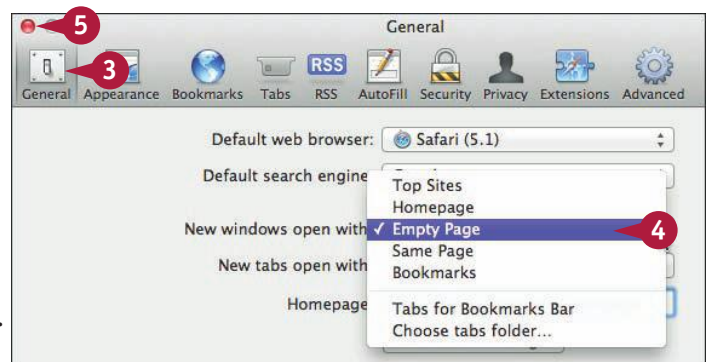 5
General
3
RSS
General Appearance Bookmarks Tabs RSS AutoFill Security Privacy Extensions Advanced
Default web browser: Safari (5.1)
Default search engine
Top Sites
Homepage
New windows open with ✓ Empty Page 4
Same Page
New tabs open with
Bookmarks
Homepage
Tabs for Bookmarks Bar
Choose tabs folder...